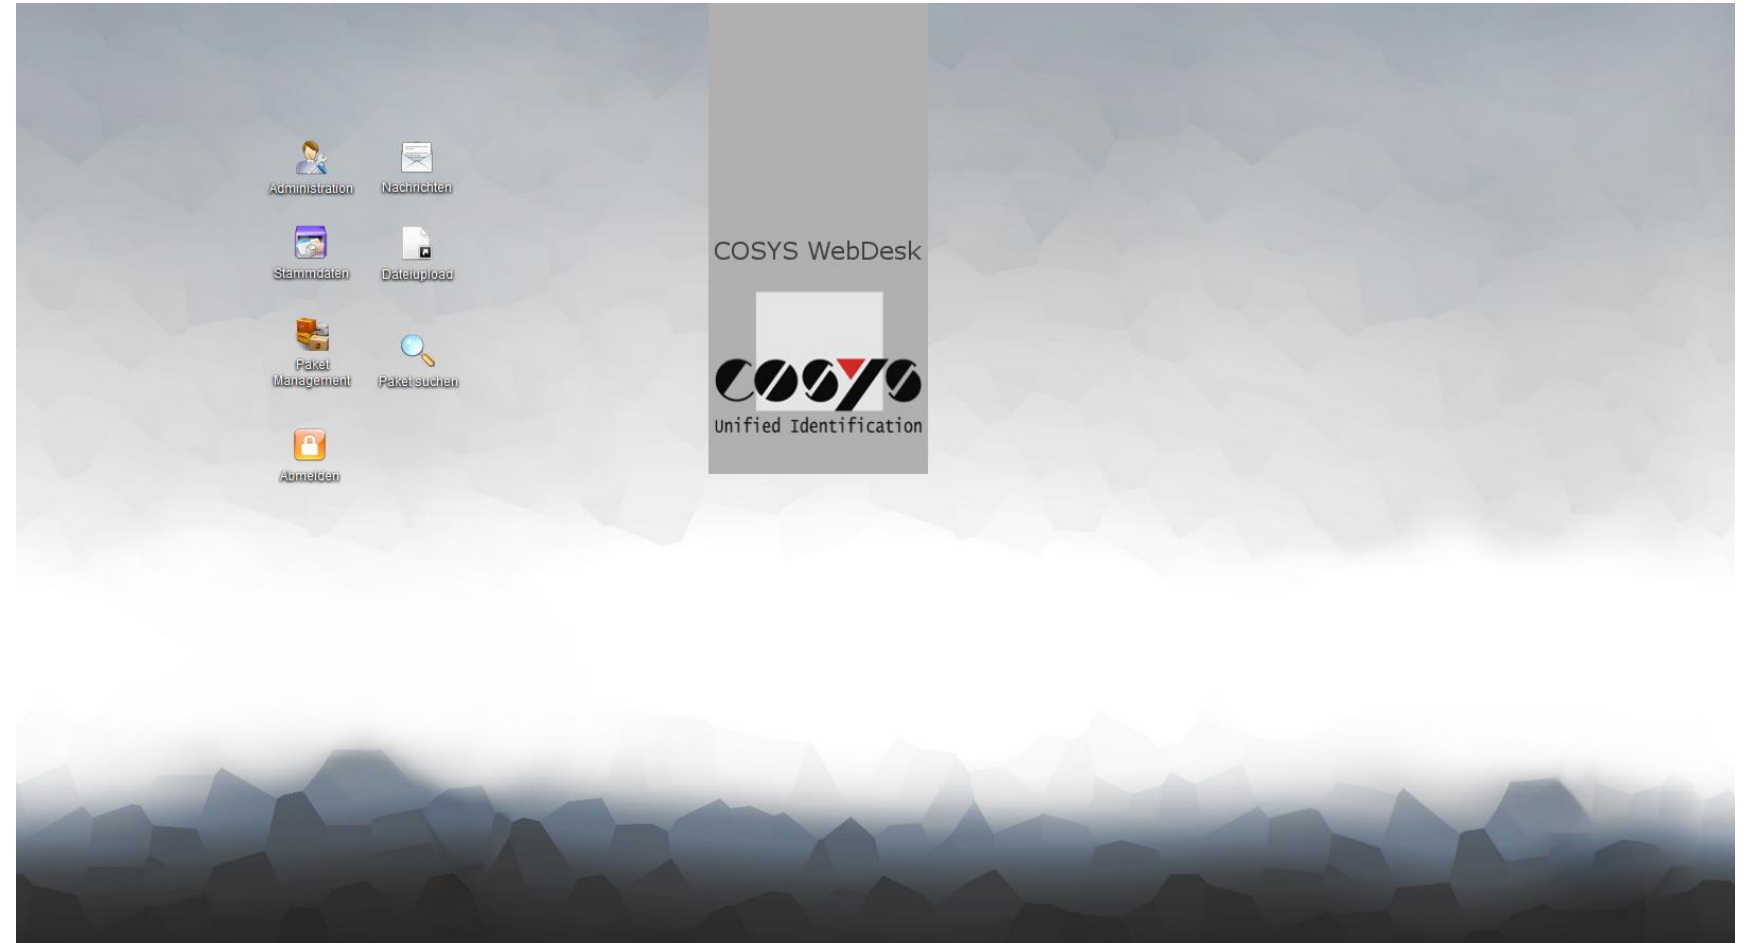 Administration
Nachrichten
Stammdaten
Dateiupload
Paket
Management
Paket suchen
Abmelden
COSYS WebDesk
COSYS
Unified Identification